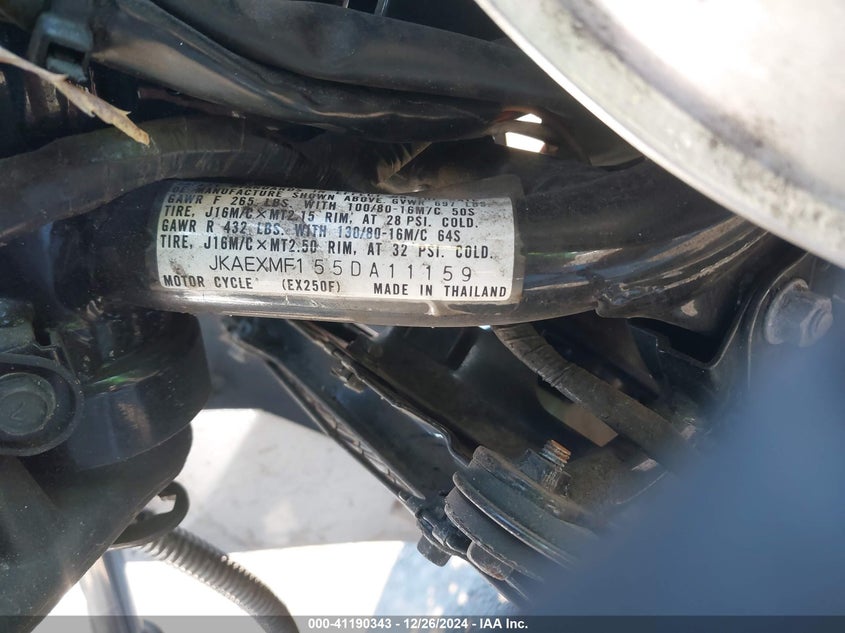 OF MANUFACTURE SHOWN ABOVE GVWR 697 LBS
GAWR F 265 LBS. WITH 100/80-16M/C 50S
TIRE, J16M/C×MT2.15 RIM, AT 28 PSI. COLD.
GAWR R 432 LBS. WITH 130/80-16M/C 64S
TIRE, J16M/C×MT2.50 RIM, AT 32 PSI. COLD.
JKAEXMF155DA11159
MOTOR CYCLE (EX250F) MADE IN THAILAND
000-41190343 - 12/26/2024 - IAA Inc.